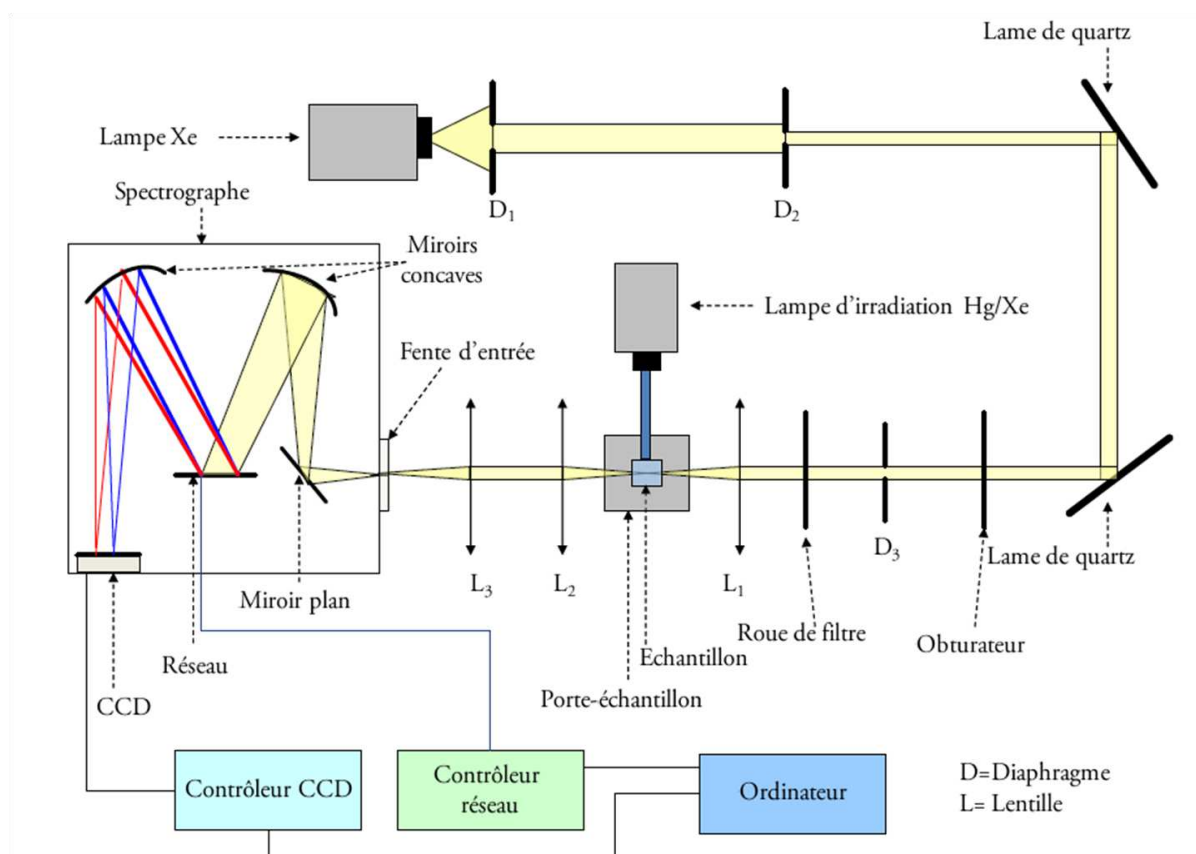 Lame de quartz
Lampe Xe
Spectrographe
D₁
D₂
Miroirs
concaves
Lampe d'irradiation Hg/Xe
Fente d'entrée
L₃
L₂
L₁
D₃
Lame de quartz
Miroir plan
Roue de filtre
Obturateur
Réseau
Echantillon
Porte-échantillon
CCD
Contrôleur CCD
Contrôleur
réseau
Ordinateur
D=Diaphragme
L= Lentille